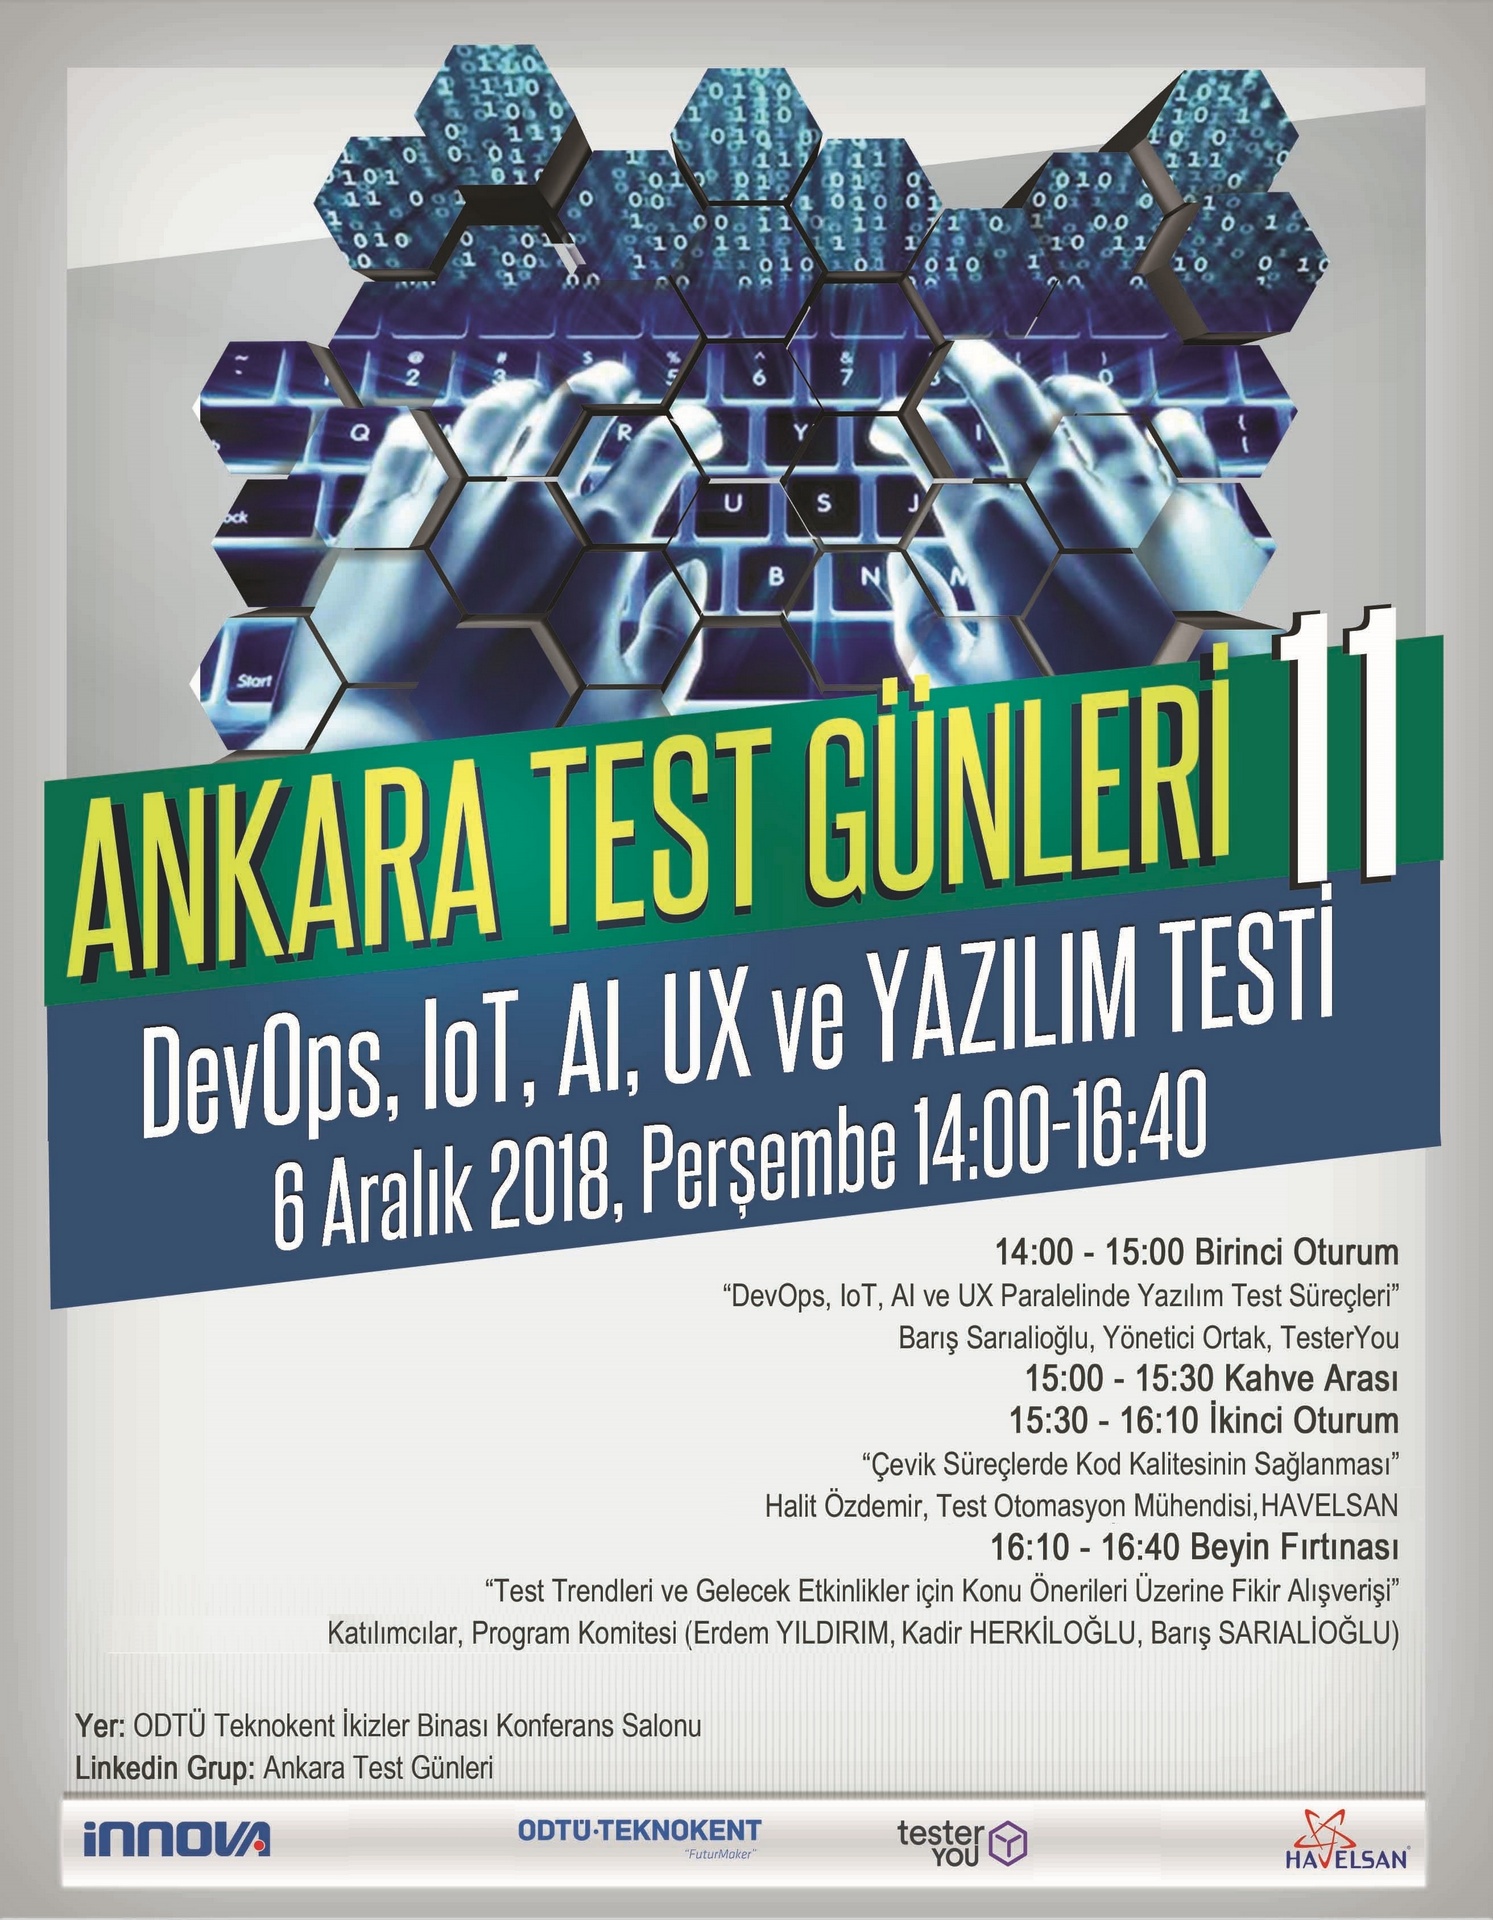 ANKARA TEST GÜNLERİ 11
DevOps, IoT, AI, UX ve YAZILIM TESTİ
6 Aralık 2018, Perşembe 14:00-16:40
14:00 - 15:00 Birinci Oturum
“DevOps, IoT, AI ve UX Paralelinde Yazılım Test Süreçleri”
Barış Sarıalioğlu, Yönetici Ortak, TesterYou
15:00 - 15:30 Kahve Arası
15:30 - 16:10 İkinci Oturum
“Çevik Süreçlerde Kod Kalitesinin Sağlanması”
Halit Özdemir, Test Otomasyon Mühendisi, HAVELSAN
16:10 - 16:40 Beyin Fırtınası
“Test Trendleri ve Gelecek Etkinlikler için Konu Önerileri Üzerine Fikir Alışverişi”
Katılımcılar, Program Komitesi (Erdem YILDIRIM, Kadir HERKİLOĞLU, Barış SARIALİOĞLU)
Yer: ODTÜ Teknokent İkizler Binası Konferans Salonu
Linkedin Grup: Ankara Test Günleri
innova
ODTÜ·TEKNOKENT
"FuturMaker"
tester
YOU
HAVELSAN